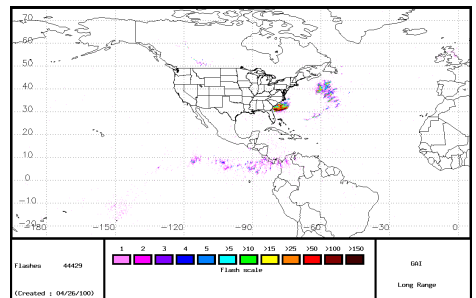 70
60
50
40
30
20
10
0
-10
-20
-180 -150 -120 -90 -60 -30 0
1 2 3 4 5 >5 >10 >15 >25 >50 >100 >150
Flash scale
Flashes 44429
(Created : 04/26/100)
GAI
Long Range